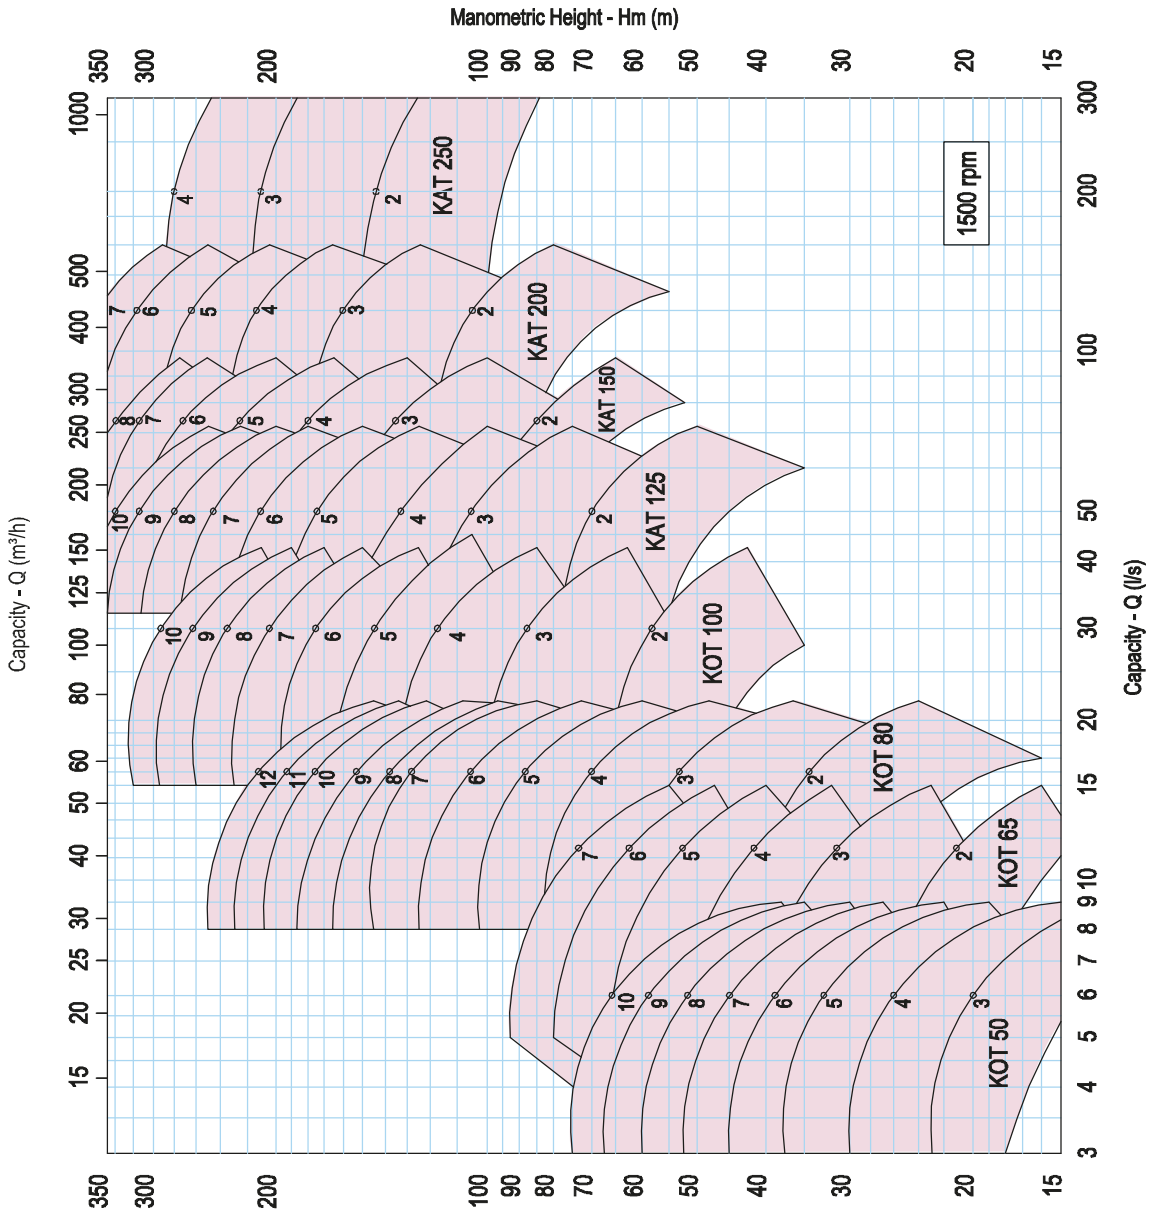 Manometric Height - Hm (m)
350 300 200 100 90 80 70 60 50 40 30 20 15
Capacity - Q (m³/h)
1000 500 400 300 250 200 150 125 100 80 60 50 40 30 25 20 15
Capacity - Q (l/s)
300 200 100 50 40 30 20 15 10 9 8 7 6 5 4 3
1500 rpm
4 3 2
KAT 250
7 6 5 4 3 2
KAT 200
8 7 6 5 4 3 2
KAT 150
10 9 8 7 6 5 4 3 2
KAT 125
10 9 8 7 6 5 4 3 2
KOT 100
12 11 10 9 8 7 6 5 4 3 2
KOT 80
7 6 5 4 3 2
KOT 65
10 9 8 7 6 5 4 3
KOT 50
350 300 200 100 90 80 70 60 50 40 30 20 15